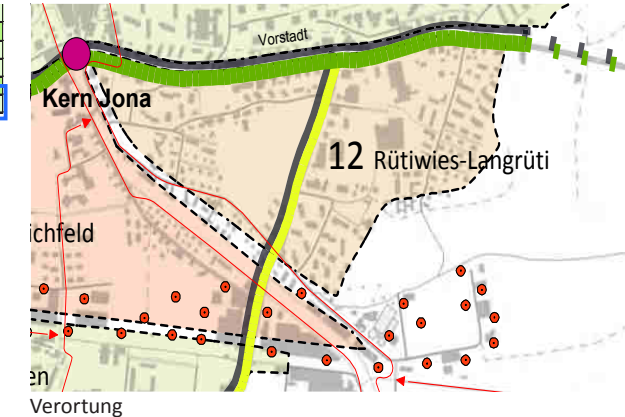 Vorstadt
Kern Jona
12 Rütiwies-Langrüti
ichfeld
en
Verortung